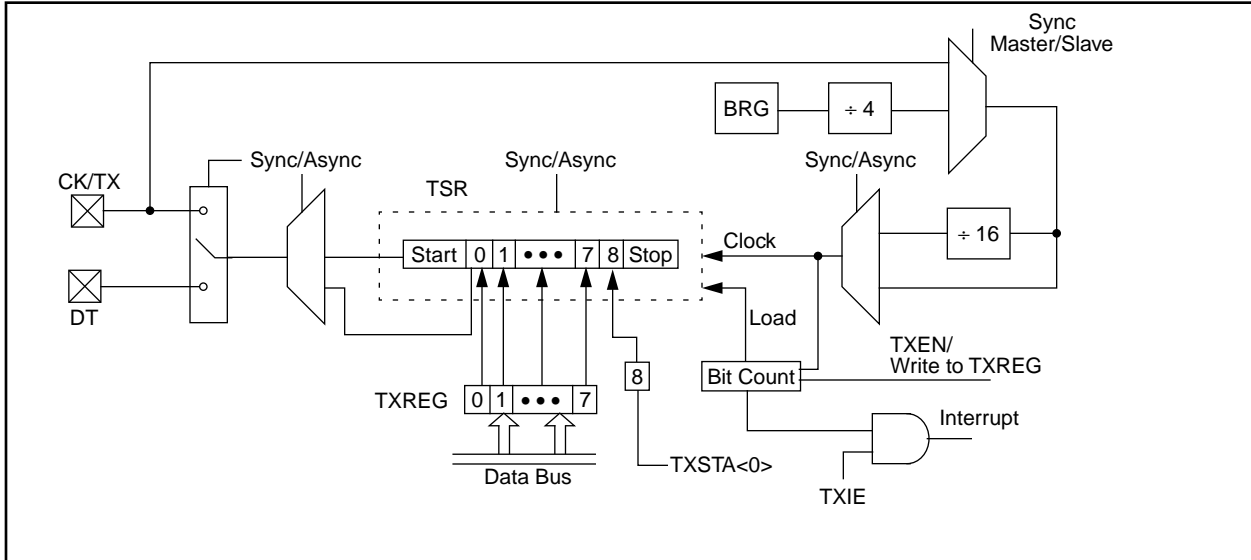 Sync
Master/Slave
BRG
÷ 4
Sync/Async
Sync/Async
Sync/Async
CK/TX
TSR
÷ 16
Start 0 1 ••• 7 8 Stop
Clock
DT
Load
TXEN/
Write to TXREG
8
Bit Count
TXREG 0 1 ••• 7
Interrupt
TXSTA<0>
Data Bus
TXIE